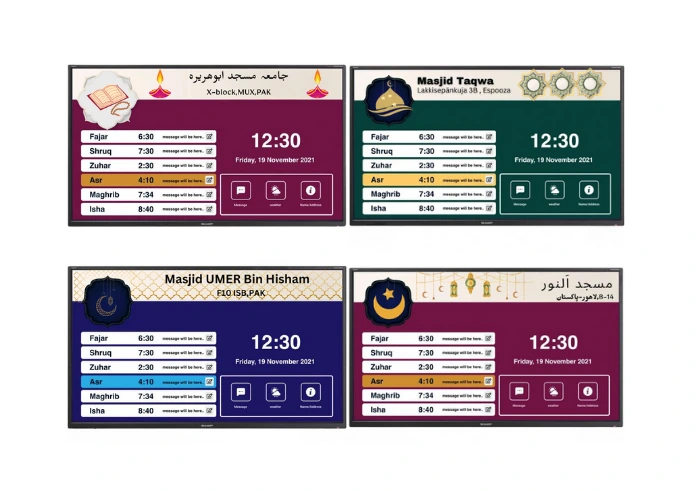 جامعہ مسجد ابوھریرہ
X-block,MUX,PAK
Fajar 6:30 message will be here..
Shruq 7:30 message will be here..
Zuhar 2:30 message will be here..
Asr 4:10 message will be here..
Maghrib 7:34 message will be here..
Isha 8:40 message will be here..
12:30
Friday, 19 November 2021
Message weather Name/Address
Masjid Taqwa
Lakkisepänkuja 3B , Espooza
Fajar 6:30 message will be here..
Shruq 7:30 message will be here..
Zuhar 2:30 message will be here..
Asr 4:10 message will be here..
Maghrib 7:34 message will be here..
Isha 8:40 message will be here..
12:30
Friday, 19 November 2021
Message weather Name/Address
Masjid UMER Bin Hisham
F10 ISB,PAK
Fajar 6:30 message will be here..
Shruq 7:30 message will be here..
Zuhar 2:30 message will be here..
Asr 4:10 message will be here..
Maghrib 7:34 message will be here..
Isha 8:40 message will be here..
12:30
Friday, 19 November 2021
Message weather Name/Address
مسجد اَلنور
8-14,لاھور-پاکستان
Fajar 6:30 message will be here..
Shruq 7:30 message will be here..
Zuhar 2:30 message will be here..
Asr 4:10 message will be here..
Maghrib 7:34 message will be here..
Isha 8:40 message will be here..
12:30
Friday, 19 November 2021
Message weather Name/Address